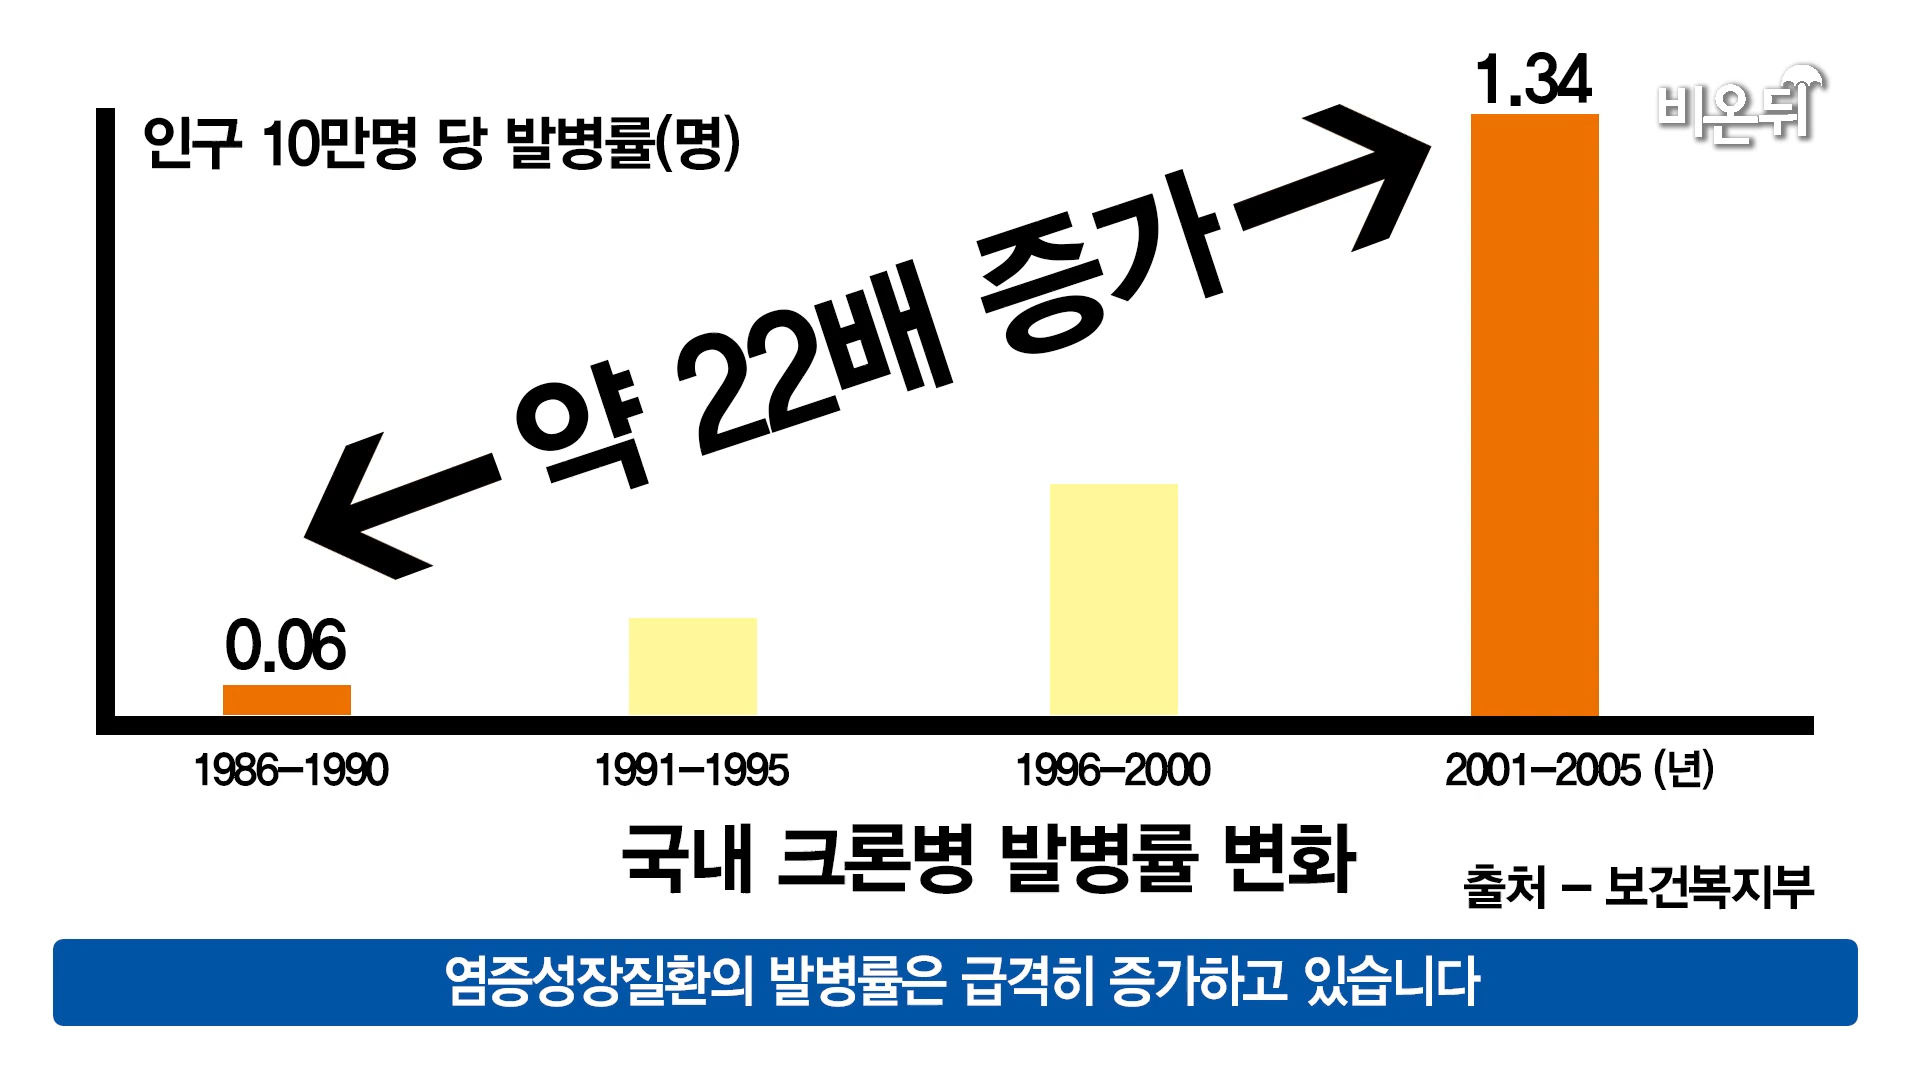 인구 10만명 당 발병률(명)
1.34
비온뒤
약 22배 증가
0.06
1986-1990
1991-1995
1996-2000
2001-2005 (년)
국내 크론병 발병률 변화
출처 - 보건복지부
염증성장질환의 발병률은 급격히 증가하고 있습니다